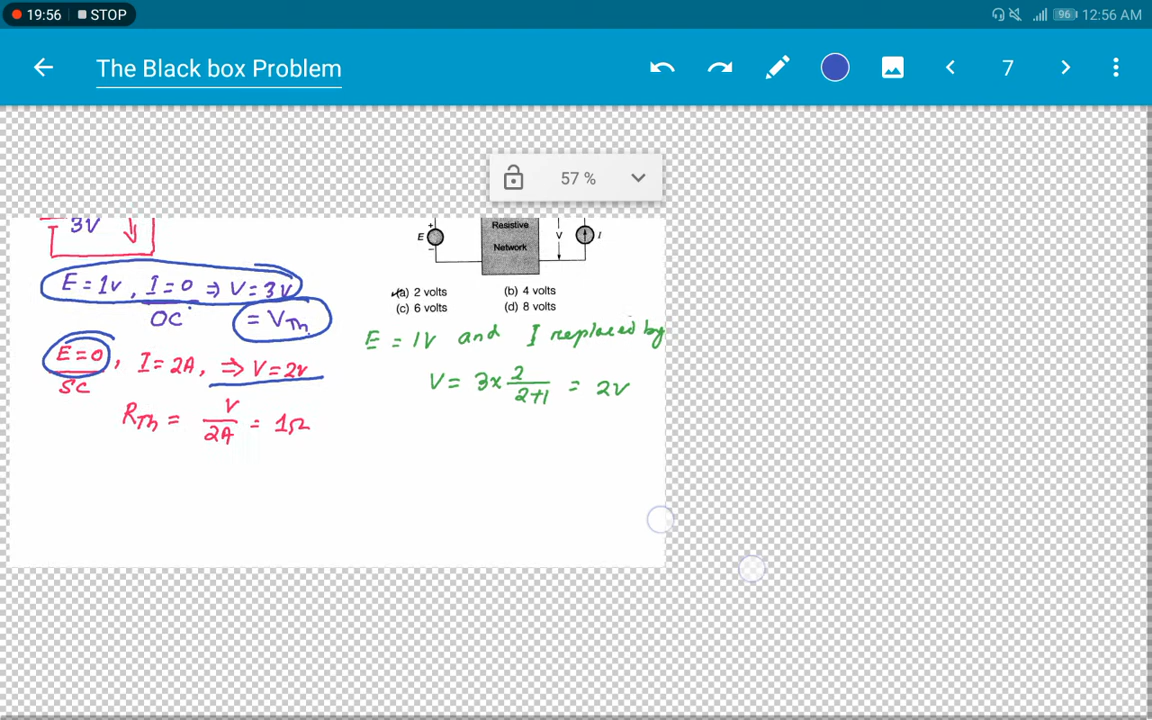 19:56 STOP 96 12:56 AM
The Black box Problem 7
57 %
3V
E = 1V, I = 0 ⇒ V = 3V
OC = VTh
E = 0, I = 2A, ⇒ V = 2V
SC
RTh = V/2A = 1Ω
Resistive
Network
E
+
−
V
I
(a) 2 volts (b) 4 volts
(c) 6 volts (d) 8 volts
E = 1V and I replaced by
V = 3 x 2/2+1 = 2V